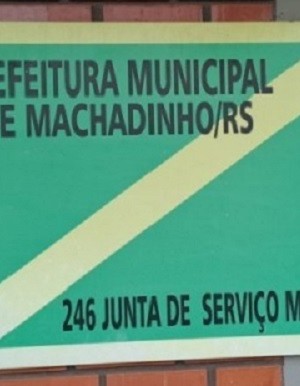 EFEITURA MUNICIPAL
E MACHADINHO/RS
246 JUNTA DE SERVIÇO M